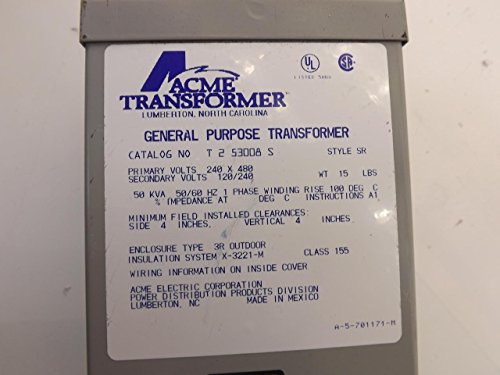 ACME
TRANSFORMER™
LUMBERTON, NORTH CAROLINA
UL
LISTED
SA
GENERAL PURPOSE TRANSFORMER
CATALOG NO T 2 53008 S STYLE SR
PRIMARY VOLTS 240 X 480 WT 15 LBS
SECONDARY VOLTS 120/240
50 KVA 50/60 HZ 1 PHASE WINDING RISE 100 DEG C
% (IMPEDANCE AT DEG C INSTRUCTIONS A1
MINIMUM FIELD INSTALLED CLEARANCES:
SIDE 4 INCHES, VERTICAL 4 INCHES.
ENCLOSURE TYPE 3R OUTDOOR
INSULATION SYSTEM X-3221-M CLASS 155
WIRING INFORMATION ON INSIDE COVER
ACME ELECTRIC CORPORATION
POWER DISTRIBUTION PRODUCTS DIVISION
LUMBERTON, NC MADE IN MEXICO
A-5-701171-M